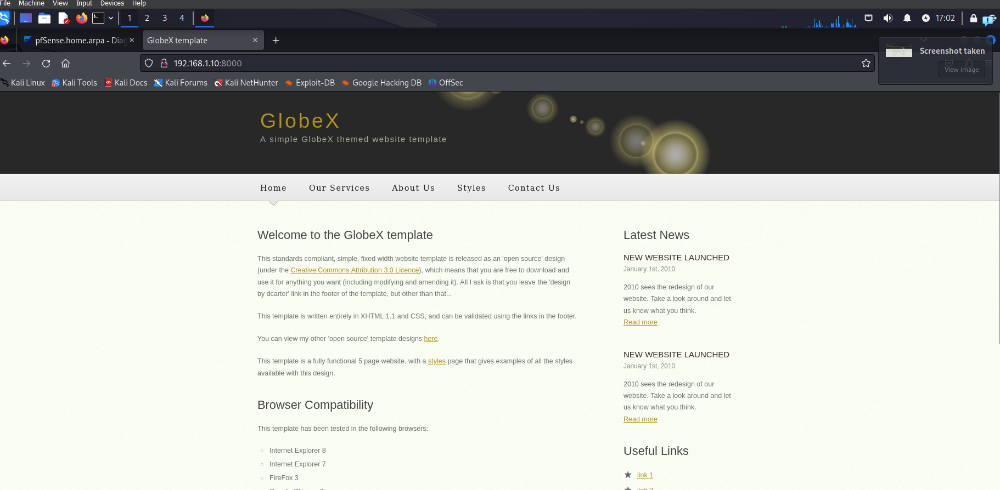 File Machine View Input Devices Help
1 2 3 4 17:02
pfSense.home.arpa - Diag GlobeX template
Screenshot taken
View image
192.168.1.10:8000
Kali Linux Kali Tools Kali Docs Kali Forums Kali NetHunter Exploit-DB Google Hacking DB OffSec
GlobeX
A simple GlobeX themed website template
Home Our Services About Us Styles Contact Us
Welcome to the GlobeX template
This standards compliant, simple, fixed width website template is released as an 'open source' design
(under the Creative Commons Attribution 3.0 Licence), which means that you are free to download and
use it for anything you want (including modifying and amending it). All I ask is that you leave the 'design
by dcarter' link in the footer of the template, but other than that...
This template is written entirely in XHTML 1.1 and CSS, and can be validated using the links in the footer.
You can view my other 'open source' template designs here.
This template is a fully functional 5 page website, with a styles page that gives examples of all the styles
available with this design.
Browser Compatibility
This template has been tested in the following browsers:
Internet Explorer 8
Internet Explorer 7
FireFox 3
Latest News
NEW WEBSITE LAUNCHED
January 1st, 2010
2010 sees the redesign of our
website. Take a look around and let
us know what you think.
Read more
NEW WEBSITE LAUNCHED
January 1st, 2010
2010 sees the redesign of our
website. Take a look around and let
us know what you think.
Read more
Useful Links
link 1